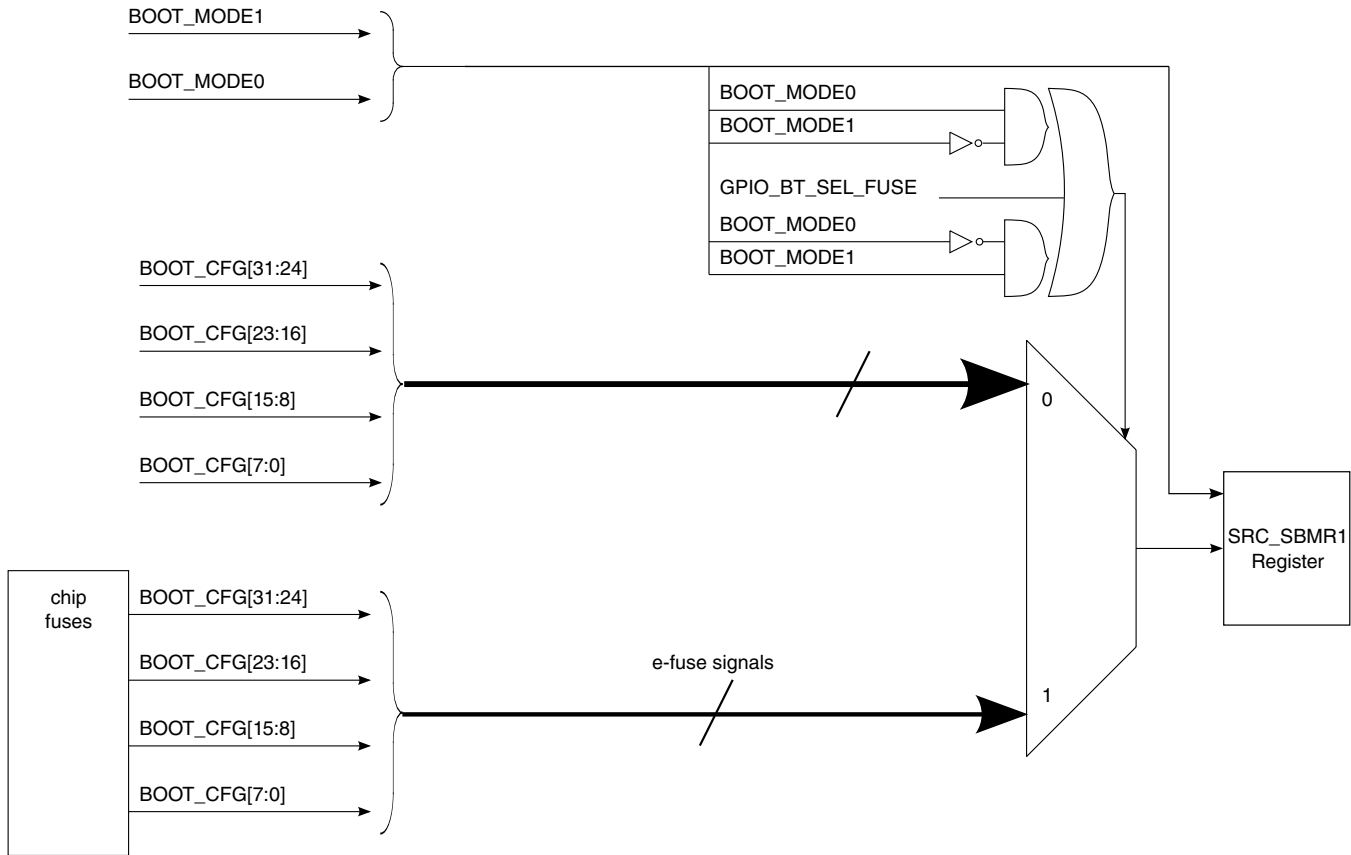 BOOT_MODE1
BOOT_MODE0
BOOT_MODE0
BOOT_MODE1
GPIO_BT_SEL_FUSE
BOOT_MODE0
BOOT_MODE1
BOOT_CFG[31:24]
BOOT_CFG[23:16]
BOOT_CFG[15:8]
BOOT_CFG[7:0]
0
SRC_SBMR1
Register
chip
fuses
BOOT_CFG[31:24]
BOOT_CFG[23:16]
BOOT_CFG[15:8]
BOOT_CFG[7:0]
e-fuse signals
1